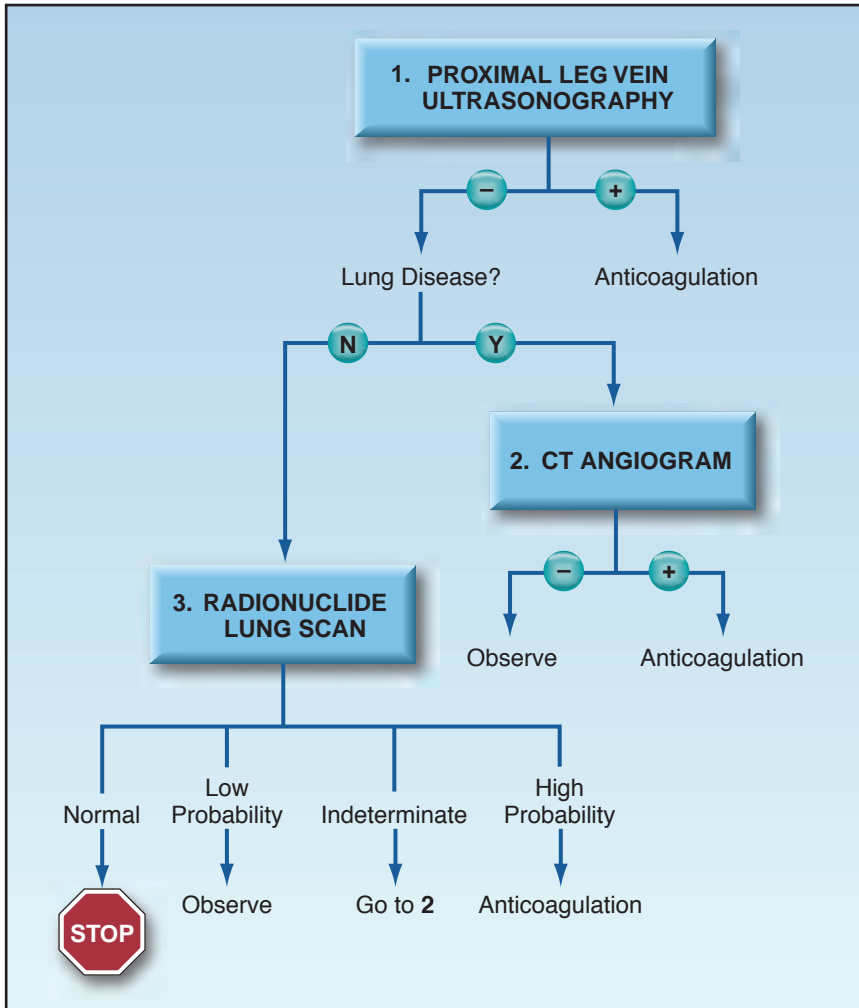 1. PROXIMAL LEG VEIN
ULTRASONOGRAPHY
− +
Lung Disease? Anticoagulation
N Y
2. CT ANGIOGRAM
− +
3. RADIONUCLIDE
LUNG SCAN
Observe Anticoagulation
Normal
Low
Probability
Indeterminate
High
Probability
STOP
Observe
Go to 2
Anticoagulation